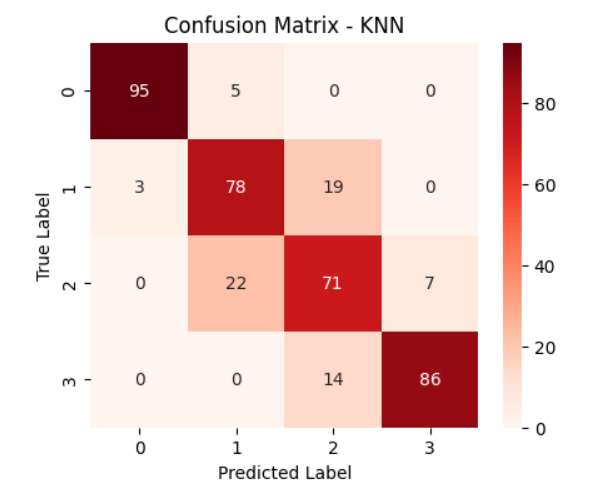 Confusion Matrix - KNN
0 95 5 0 0
1 3 78 19 0
2 0 22 71 7
3 0 0 14 86
0 1 2 3
Predicted Label
True Label
80
60
40
20
0